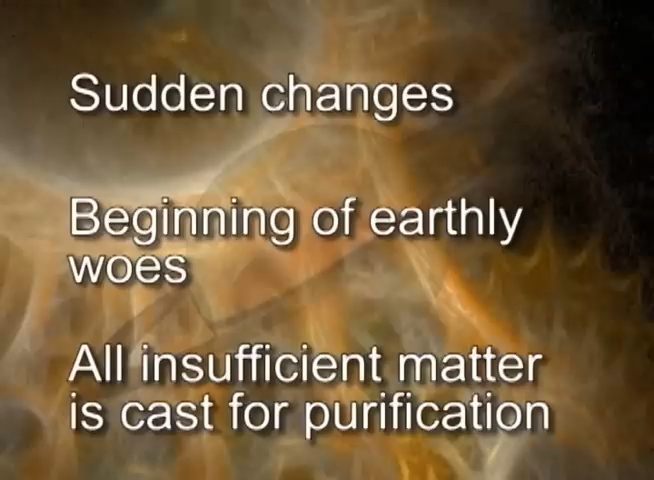 Sudden changes
Beginning of earthly
woes
All insufficient matter
is cast for purification